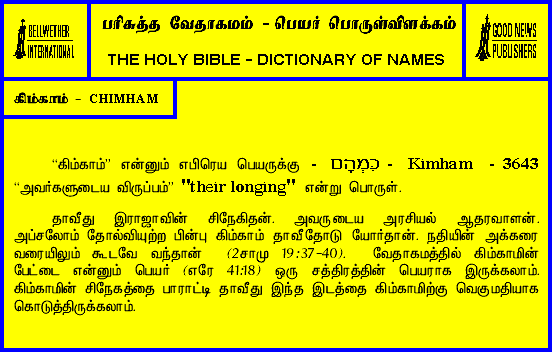 BELLWETHER
INTERNATIONAL
பரிசுத்த வேதாகமம் - பெயர் பொருள்விளக்கம்
THE HOLY BIBLE - DICTIONARY OF NAMES
GOOD NEWS
PUBLISHERS
கிம்காம் - CHIMHAM
“கிம்காம்” என்னும் எபிரெய பெயருக்கு - כִּמְהָם - Kimham - 3643
“அவர்களுடைய விருப்பம்” "their longing" என்று பொருள்.
தாவீது இராஜாவின் சிநேகிதன். அவருடைய அரசியல் ஆதரவாளன்.
அப்சலோம் தோல்வியுற்ற பின்பு கிம்காம் தாவீதோடு யோர்தான். நதியின் அக்கரை
வரையிலும் கூடவே வந்தான் (2சாமு 19:37-40). வேதாகமத்தில் கிம்காமின்
பேட்டை என்னும் பெயர் (எரே 41:18) ஒரு சத்திரத்தின் பெயராக இருக்கலாம்.
கிம்காமின் சிநேகத்தை பாராட்டி தாவீது இந்த இடத்தை கிம்காமிற்கு வெகுமதியாக
கொடுத்திருக்கலாம்.